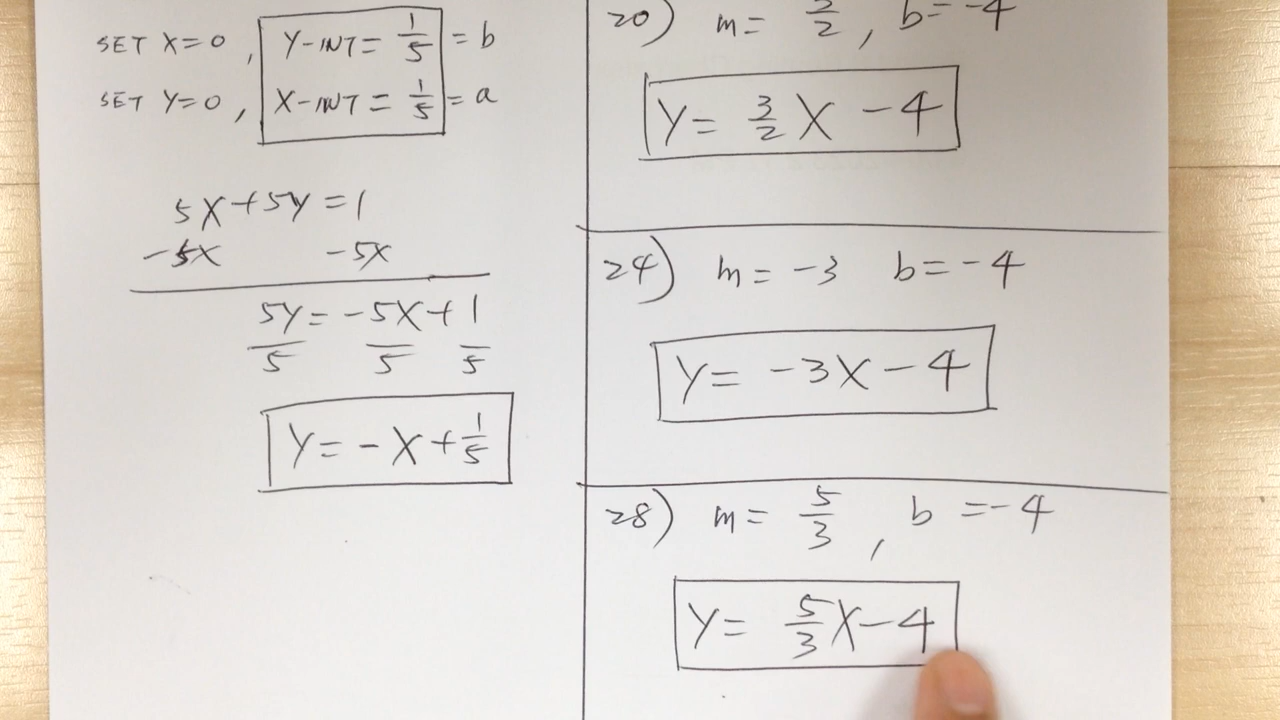 SET X=0, Y-INT = 1/5 = b
SET Y=0, X-INT = 1/5 = a
5X+5Y=1
-5X -5X
5Y = -5X+1
5 5 5
Y= -X+1/5
20) m= /2, b=-4
Y= 3/2 X -4
24) m= -3 b=-4
Y= -3X-4
28) m= 5/3, b=-4
Y= 5/3 X-4